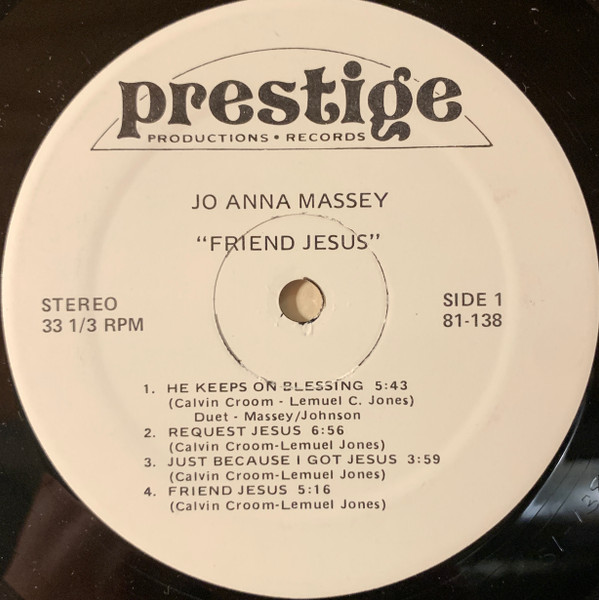 prestige
PRODUCTIONS • RECORDS
JO ANNA MASSEY
“FRIEND JESUS”
STEREO
33 1/3 RPM
SIDE 1
81-138
1. HE KEEPS ON BLESSING 5:43
(Calvin Croom - Lemuel C. Jones)
Duet - Massey/Johnson
2. REQUEST JESUS 6:56
(Calvin Croom-Lemuel Jones)
3. JUST BECAUSE I GOT JESUS 3:59
(Calvin Croom-Lemuel Jones)
4. FRIEND JESUS 5:16
(Calvin Croom-Lemuel Jones)